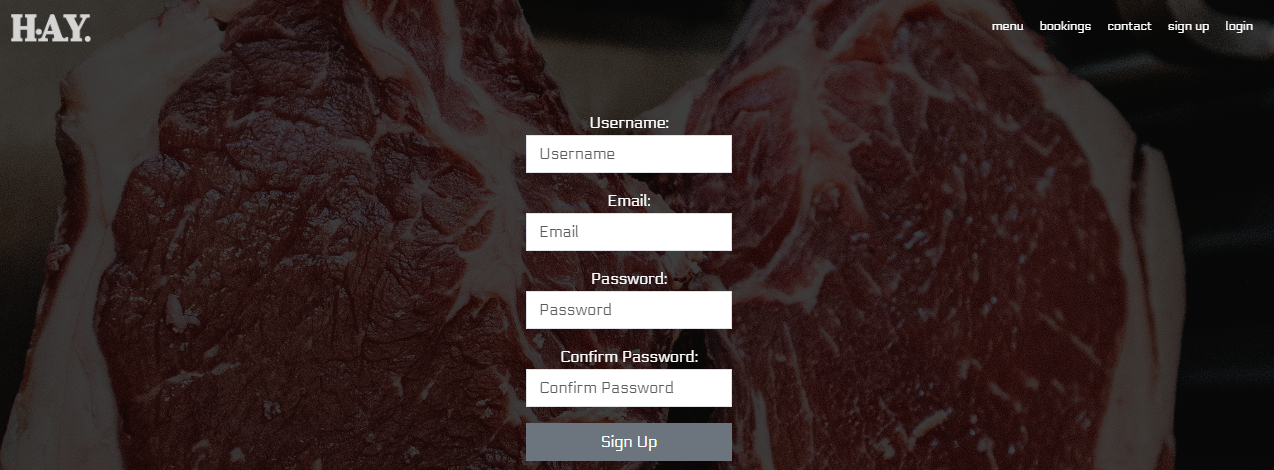 H·A.Y.
menu bookings contact sign up login
Username:
Username
Email:
Email
Password:
Password
Confirm Password:
Confirm Password
Sign Up